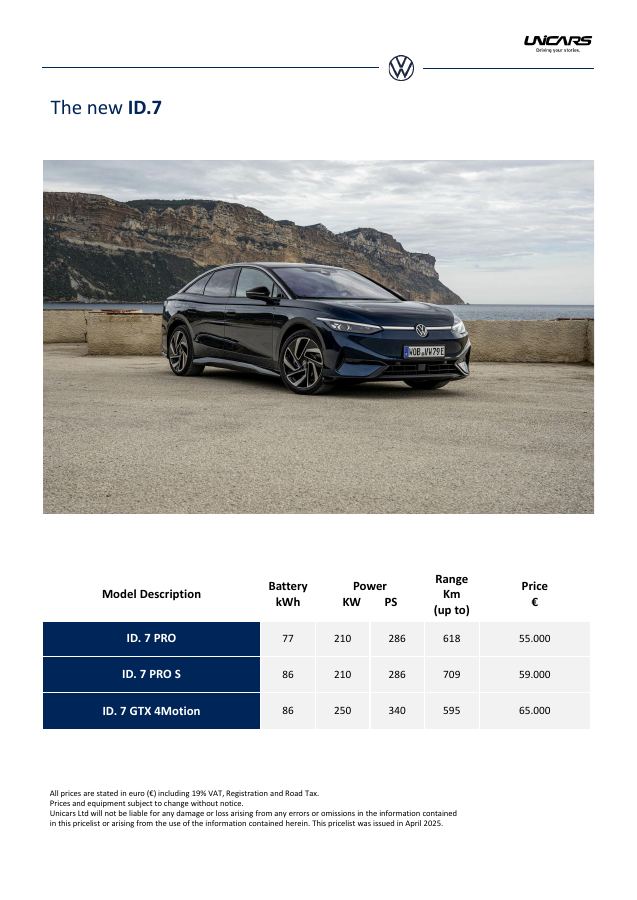 UNICARS
Driving your stories.
The new ID.7
WOB VW79E
Model Description Battery kWh Power KW PS Range Km (up to) Price €
ID. 7 PRO 77 210 286 618 55.000
ID. 7 PRO S 86 210 286 709 59.000
ID. 7 GTX 4Motion 86 250 340 595 65.000
All prices are stated in euro (€) including 19% VAT, Registration and Road Tax.
Prices and equipment subject to change without notice.
Unicars Ltd will not be liable for any damage or loss arising from any errors or omissions in the information contained
in this pricelist or arising from the use of the information contained herein. This pricelist was issued in April 2025.